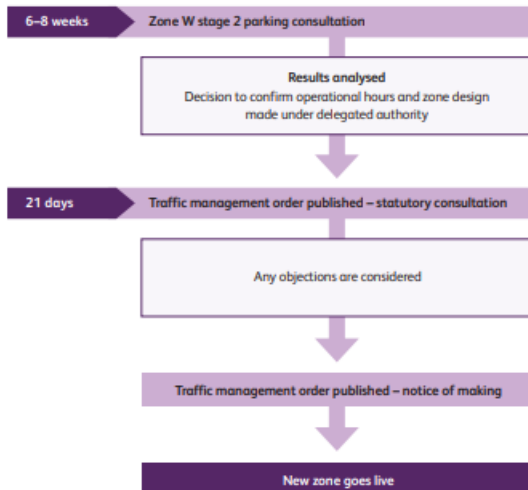 6–8 weeks
Zone W stage 2 parking consultation
Results analysed
Decision to confirm operational hours and zone design
made under delegated authority
21 days
Traffic management order published – statutory consultation
Any objections are considered
Traffic management order published – notice of making
New zone goes live